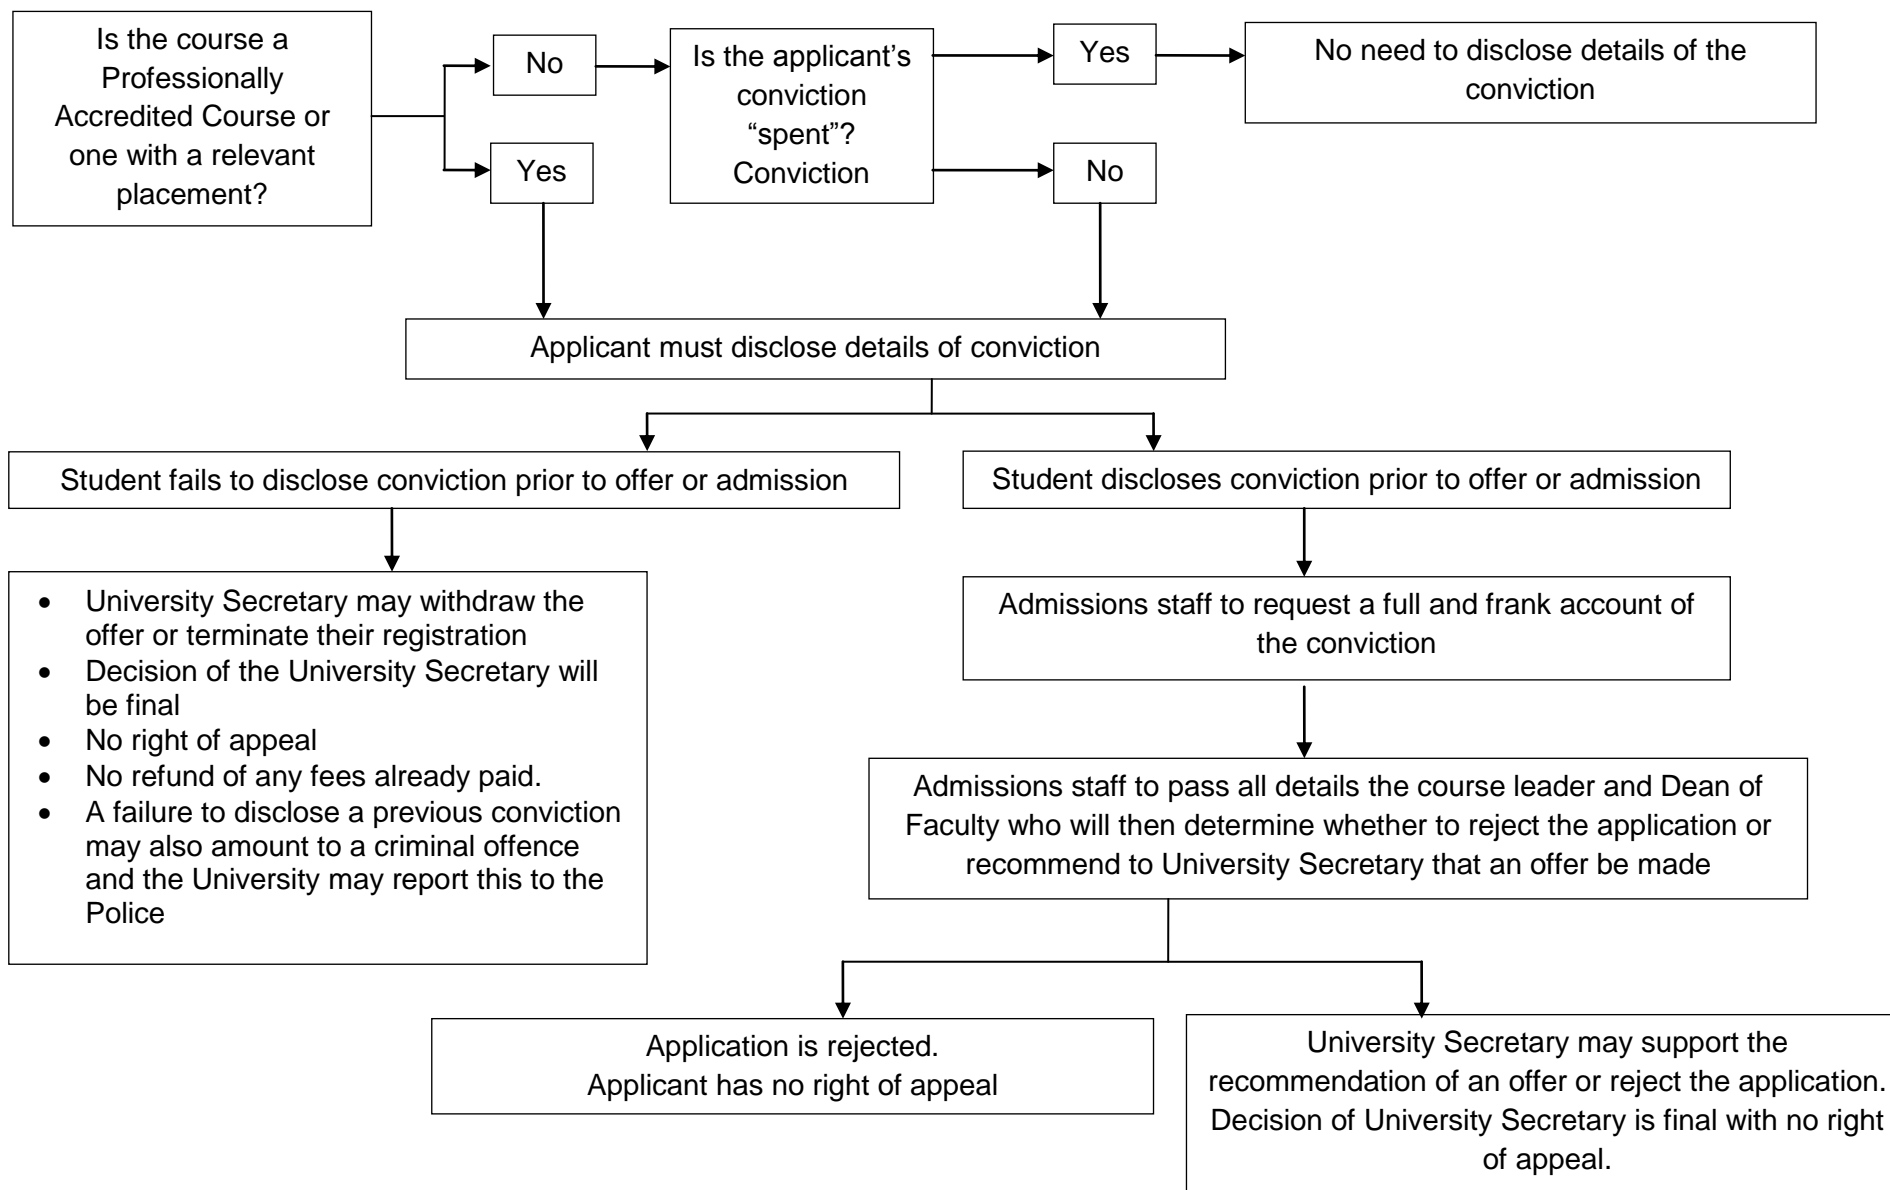 Is the course a
Professionally
Accredited Course or
one with a relevant
placement?
No
Yes
Is the applicant’s
conviction
“spent”?
Conviction
Yes
No
No need to disclose details of the
conviction
Applicant must disclose details of conviction
Student fails to disclose conviction prior to offer or admission
Student discloses conviction prior to offer or admission
• University Secretary may withdraw the
offer or terminate their registration
• Decision of the University Secretary will
be final
• No right of appeal
• No refund of any fees already paid.
• A failure to disclose a previous conviction
may also amount to a criminal offence
and the University may report this to the
Police
Admissions staff to request a full and frank account of
the conviction
Admissions staff to pass all details the course leader and Dean of
Faculty who will then determine whether to reject the application or
recommend to University Secretary that an offer be made
Application is rejected.
Applicant has no right of appeal
University Secretary may support the
recommendation of an offer or reject the application.
Decision of University Secretary is final with no right
of appeal.